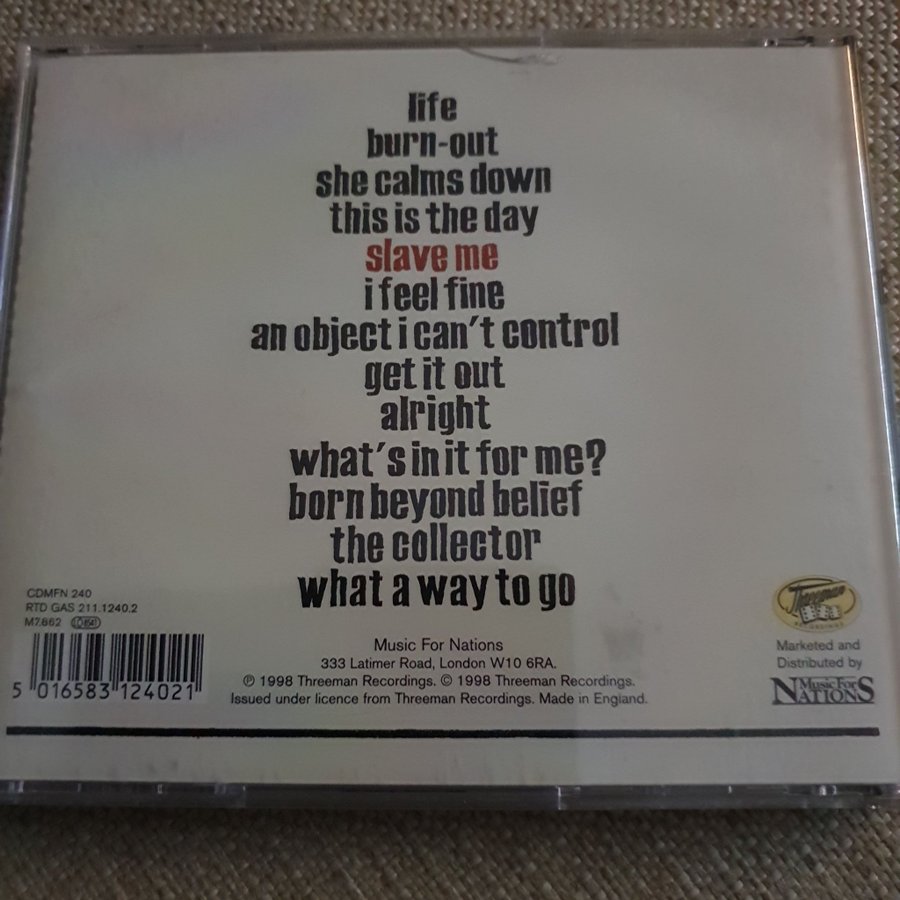 life
burn-out
she calms down
this is the day
slave me
i feel fine
an object i can't control
get it out
alright
what's in it for me?
born beyond belief
the collector
what a way to go
CDMFN 240
RTD GAS 211.1240.2
M7.862 LC 6541
5 016583 124021
Music For Nations
333 Latimer Road, London W10 6RA.
℗ 1998 Threeman Recordings. © 1998 Threeman Recordings.
Issued under licence from Threeman Recordings. Made in England.
Threeman
RECORDINGS
Marketed and
Distributed by
Music For
NATIONS